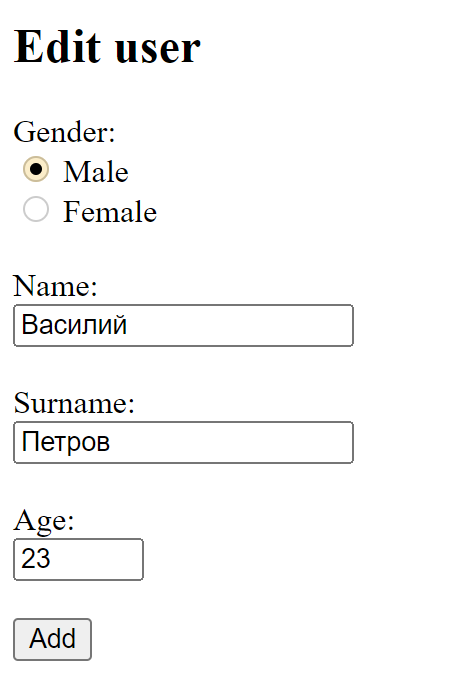 Edit user
Gender:
Male
Female
Name:
Василий
Surname:
Петров
Age:
23
Add